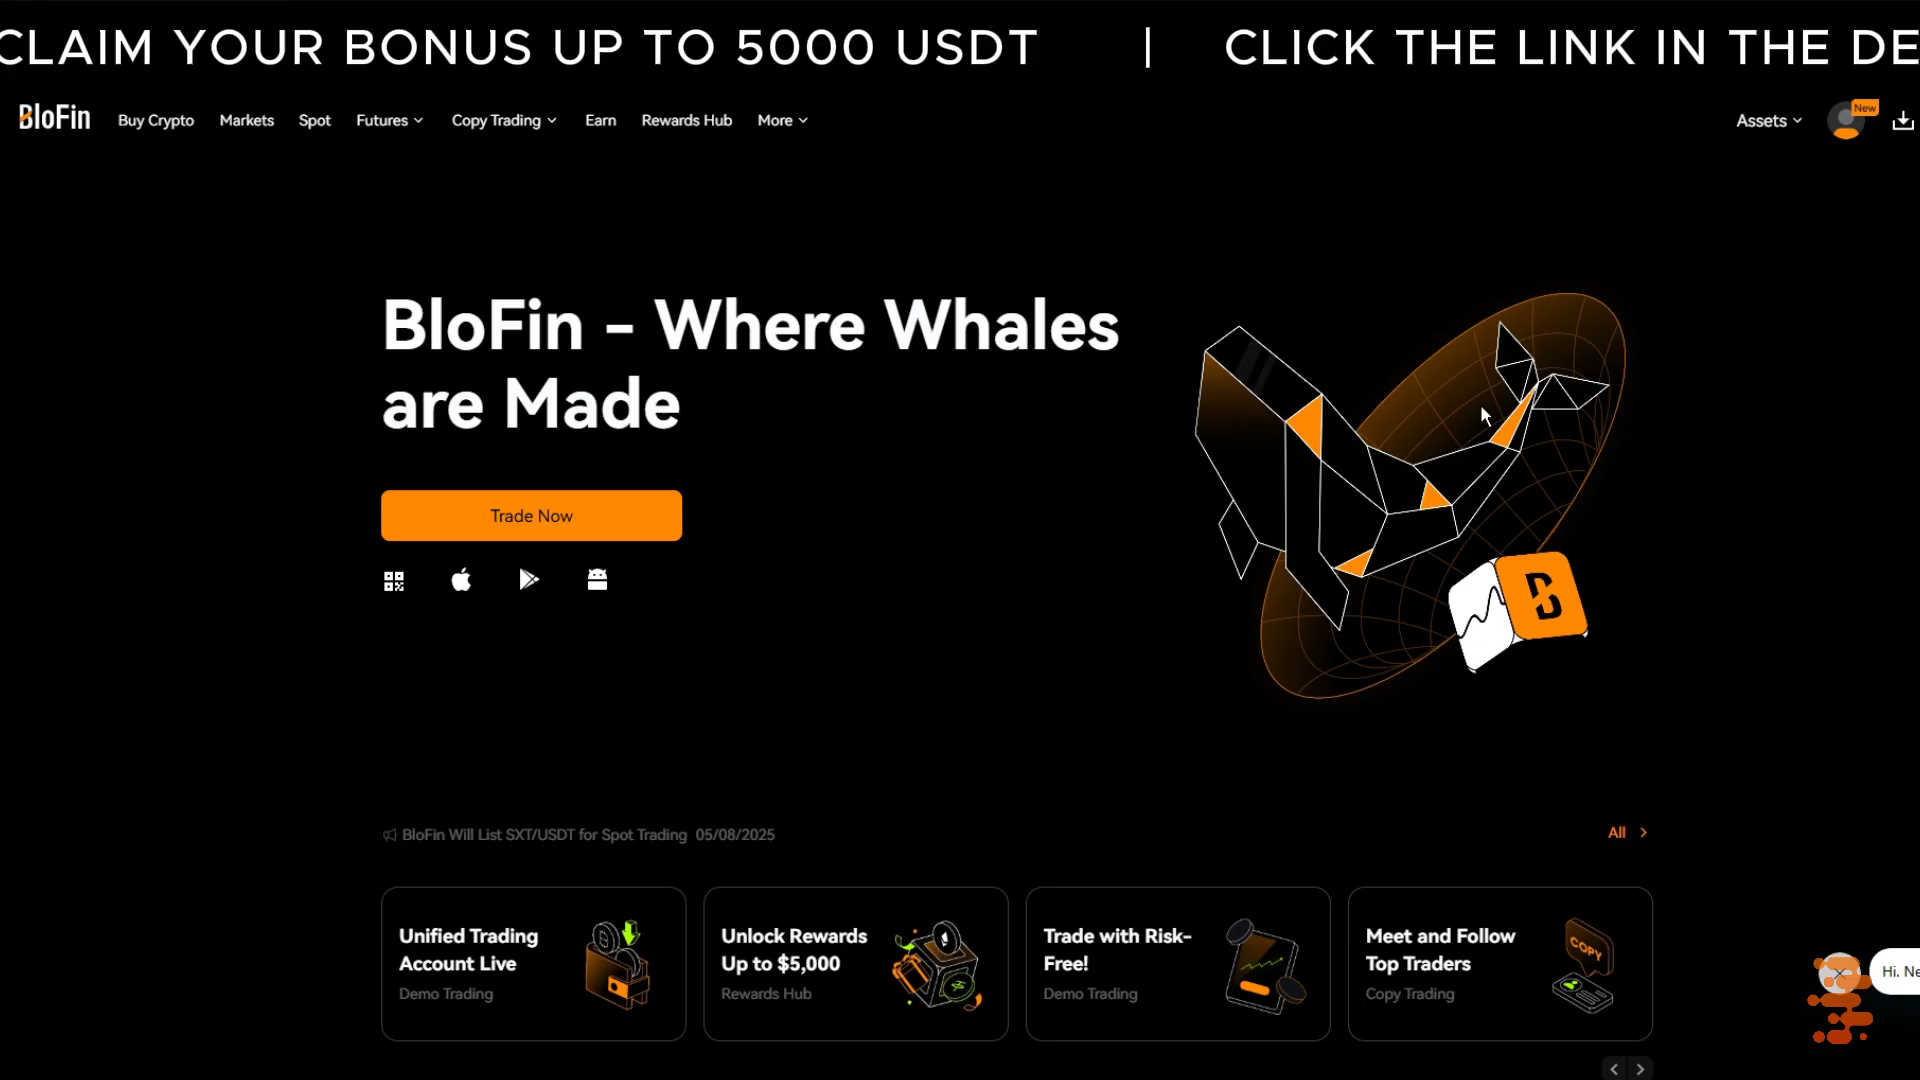 CLAIM YOUR BONUS UP TO 5000 USDT | CLICK THE LINK IN THE DE
BloFin Buy Crypto Markets Spot Futures Copy Trading Earn Rewards Hub More Assets New
BloFin - Where Whales
are Made
Trade Now
BloFin Will List SXT/USDT for Spot Trading 05/08/2025 All
Unified Trading
Account Live
Demo Trading
Unlock Rewards
Up to $5,000
Rewards Hub
Trade with Risk-
Free!
Demo Trading
Meet and Follow
Top Traders
Copy Trading
COPY
Hi. Ne